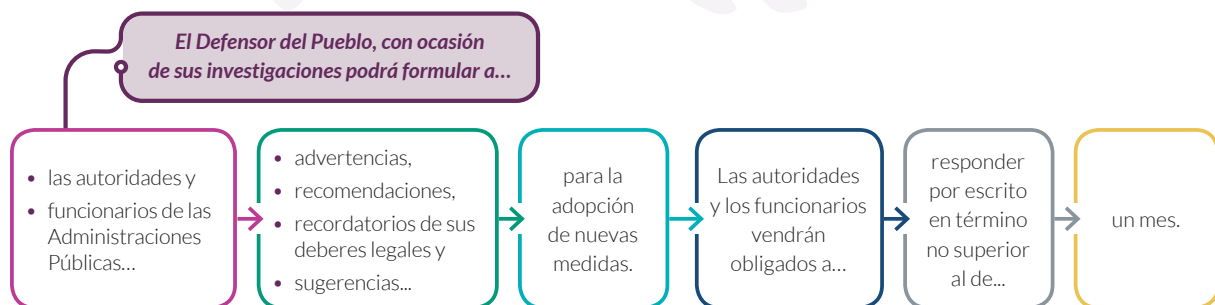 El Defensor del Pueblo, con ocasión
de sus investigaciones podrá formular a...
• las autoridades y
• funcionarios de las
Administraciones
Públicas...
• advertencias,
• recomendaciones,
• recordatorios de sus
deberes legales y
• sugerencias...
para la
adopción
de nuevas
medidas.
Las autoridades
y los funcionarios
vendrán
obligados a...
responder
por escrito
en término
no superior
al de...
un mes.